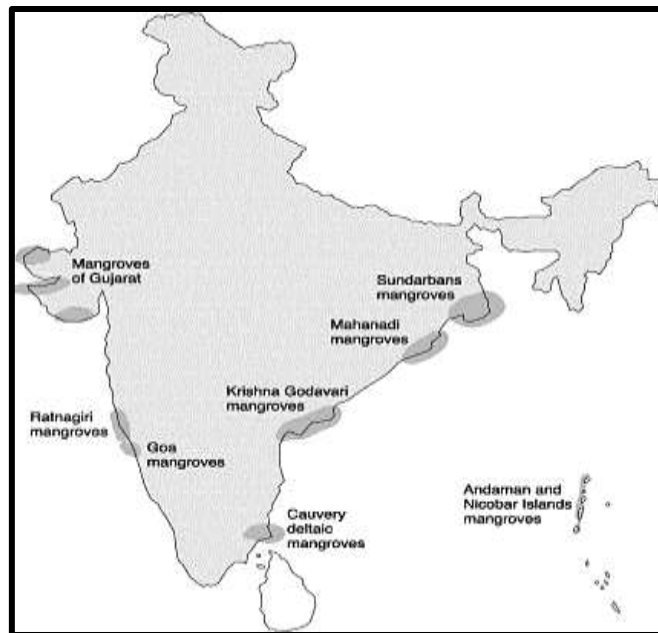 Mangroves
of Gujarat
Sundarbans
mangroves
Mahanadi
mangroves
Krishna Godavari
mangroves
Ratnagiri
mangroves
Goa
mangroves
Andaman and
Nicobar Islands
mangroves
Cauvery
deltaic
mangroves